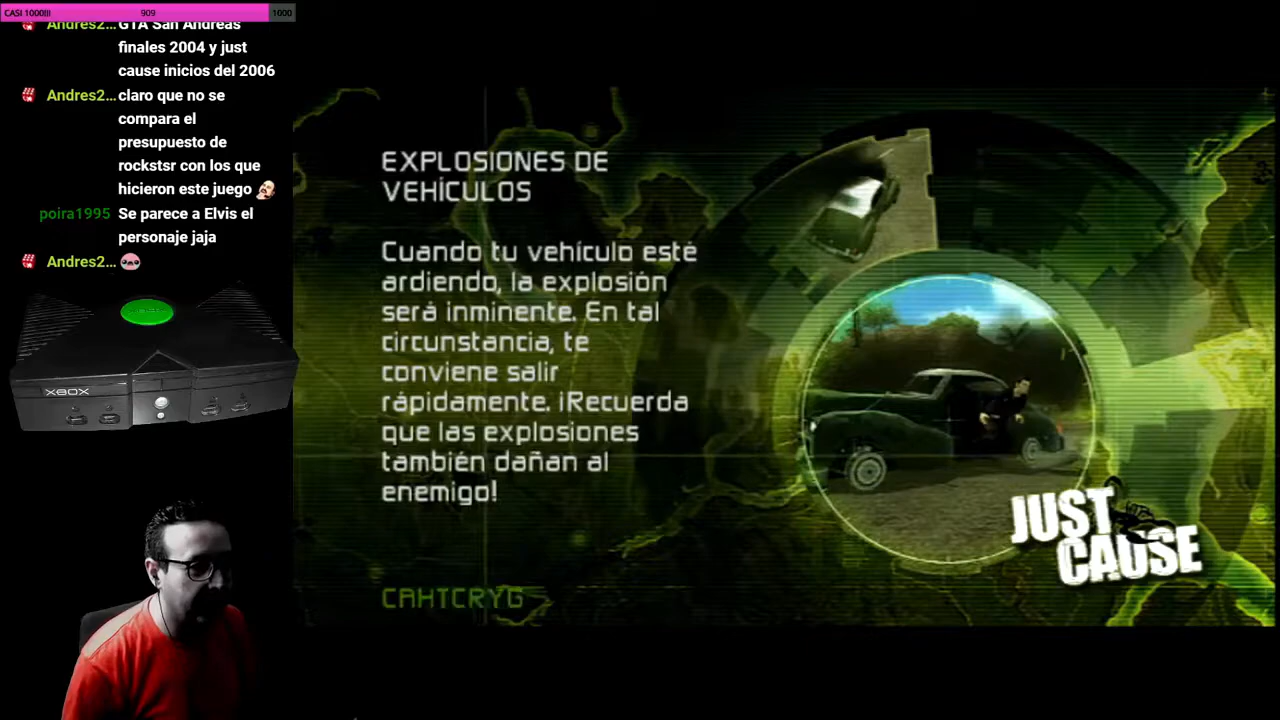 CASI 1000!!! 909 1000
Andres2... GTA San Andreas
finales 2004 y just
cause inicios del 2006
Andres2... claro que no se
compara el
presupuesto de
rockstsr con los que
hicieron este juego
poira1995 Se parece a Elvis el
personaje jaja
Andres2...
XBOX
EXPLOSIONES DE
VEHÍCULOS
Cuando tu vehículo esté
ardiendo, la explosión
será inminente. En tal
circunstancia, te
conviene salir
rápidamente. ¡Recuerda
que las explosiones
también dañan al
enemigo!
CAHTCRYG
JUST
CAUSE